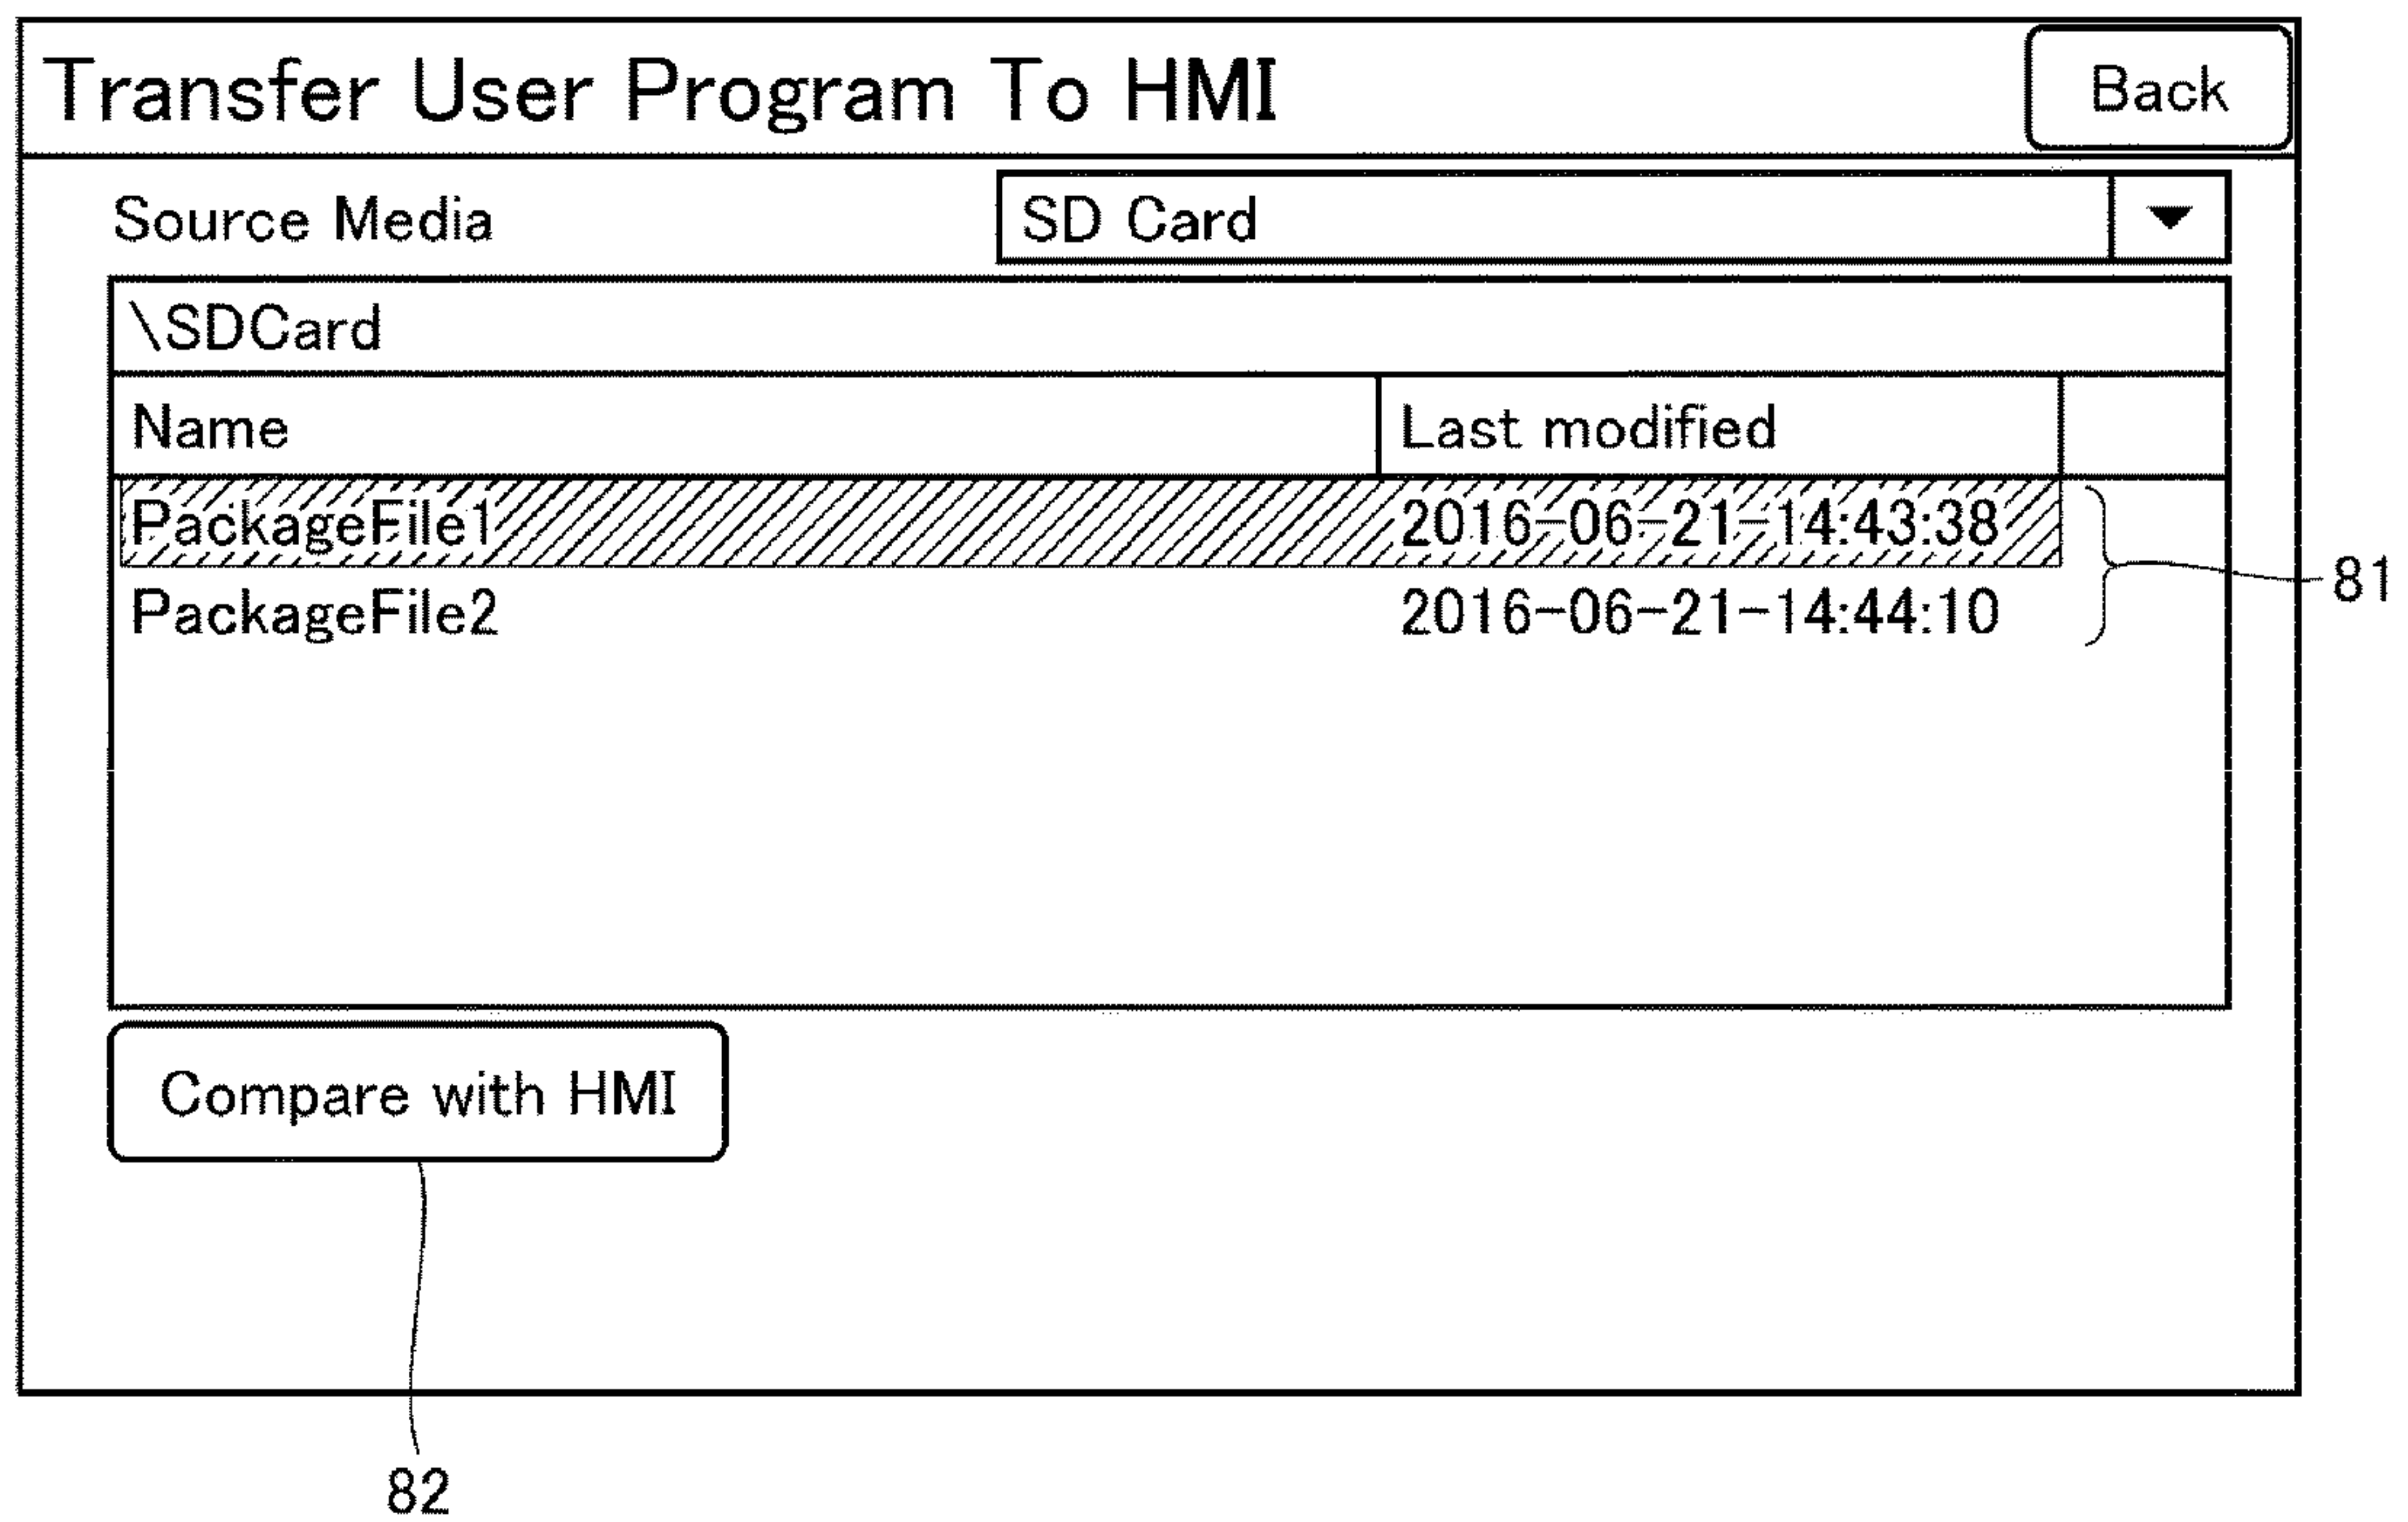 Transfer User Program To HMI Back
Source Media SD Card
\SDCard
Name Last modified
PackageFile1 2016-06-21-14:43:38
81
PackageFile2 2016-06-21-14:44:10
Compare with HMI
82